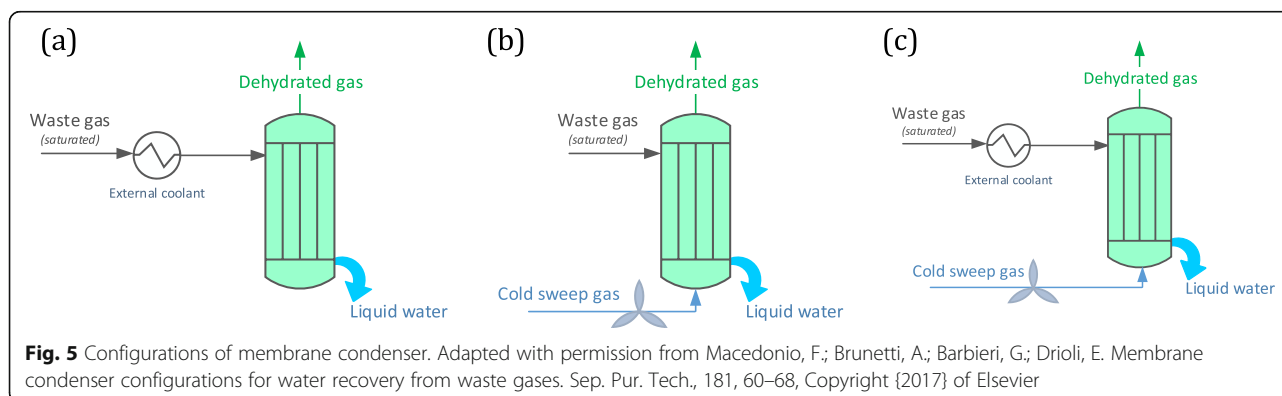 (a)
Dehydrated gas
Waste gas
(saturated)
External coolant
Liquid water
(b)
Dehydrated gas
Waste gas
(saturated)
Cold sweep gas
Liquid water
(c)
Dehydrated gas
Waste gas
(saturated)
External coolant
Cold sweep gas
Liquid water
Fig. 5 Configurations of membrane condenser. Adapted with permission from Macedonio, F.; Brunetti, A.; Barbieri, G.; Drioli, E. Membrane
condenser configurations for water recovery from waste gases. Sep. Pur. Tech., 181, 60–68, Copyright {2017} of Elsevier